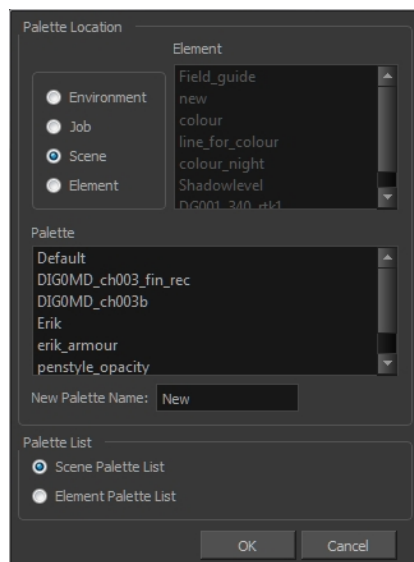 Palette Location
Element
Environment
Job
Scene
Element
Field_guide
new
colour
line_for_colour
colour_night
Shadowlevel
DG001_340_rtk1
Palette
Default
DIG0MD_ch003_fin_rec
DIG0MD_ch003b
Erik
erik_armour
penstyle_opacity
New Palette Name: New
Palette List
Scene Palette List
Element Palette List
OK Cancel